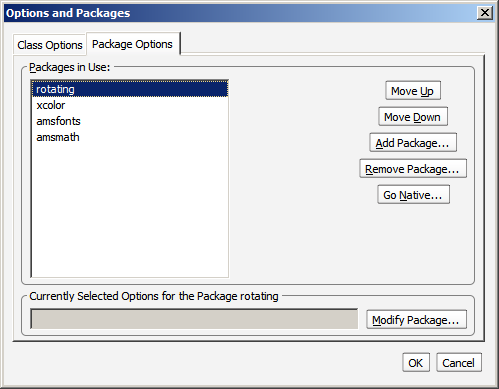 Options and Packages
Class Options
Package Options
Packages in Use:
rotating
xcolor
amsfonts
amsmath
Move Up
Move Down
Add Package...
Remove Package...
Go Native...
Currently Selected Options for the Package rotating
Modify Package...
OK
Cancel